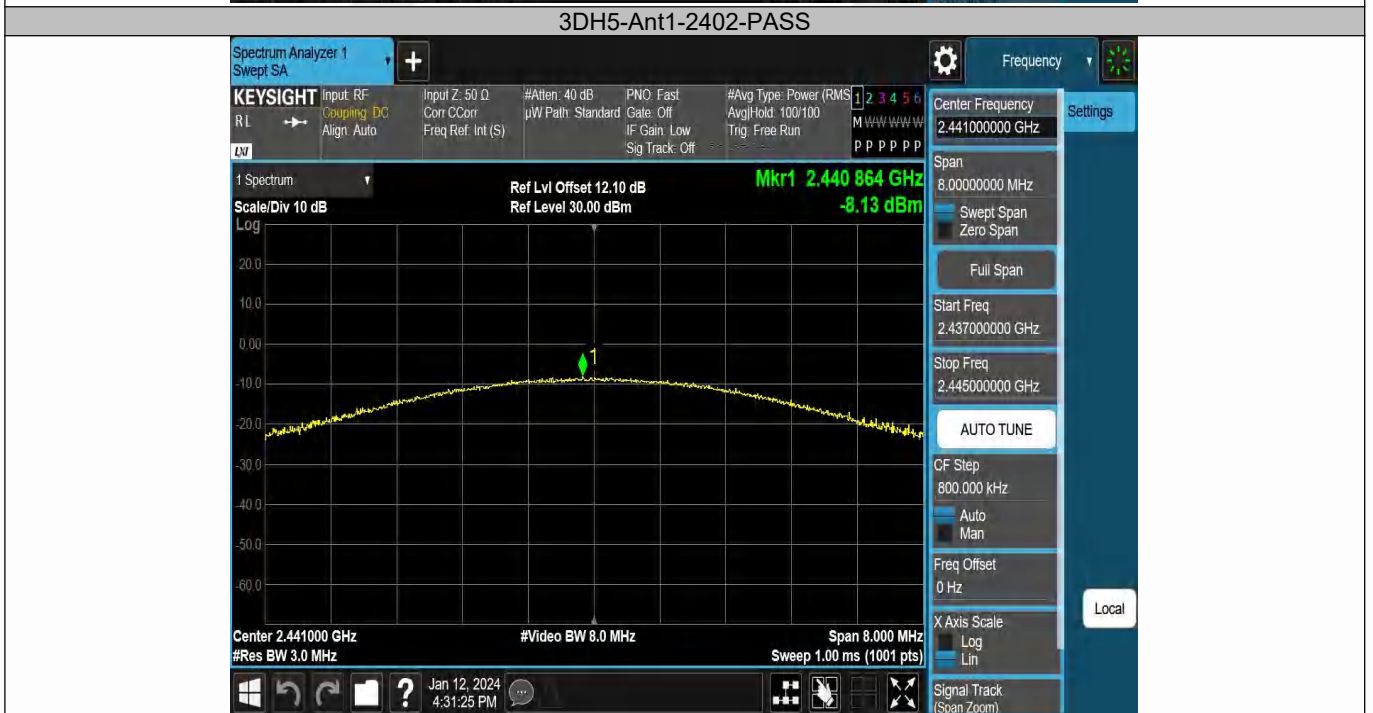 3DH5-Ant1-2402-PASS
Spectrum Analyzer 1
Swept SA
Frequency
KEYSIGHT
RL
LXI
Input: RF
Coupling: DC
Align: Auto
Input Z: 50 Ω
Corr CCorr
Freq Ref: Int (S)
#Atten: 40 dB
µW Path: Standard
PNO: Fast
Gate: Off
IF Gain: Low
Sig Track: Off
#Avg Type: Power (RMS
Avg|Hold: 100/100
Trig: Free Run
1 2 3 4 5 6
M W W W W W
P P P P P P
Center Frequency
2.441000000 GHz
Settings
Span
8.00000000 MHz
Swept Span
Zero Span
Full Span
Start Freq
2.437000000 GHz
Stop Freq
2.445000000 GHz
AUTO TUNE
CF Step
800.000 kHz
Auto
Man
Freq Offset
0 Hz
X Axis Scale
Log
Lin
Signal Track
(Span Zoom)
Local
1 Spectrum
Scale/Div 10 dB
Ref Lvl Offset 12.10 dB
Ref Level 30.00 dBm
Mkr1 2.440 864 GHz
-8.13 dBm
Log
20.0
10.0
0.00
-10.0
-20.0
-30.0
-40.0
-50.0
-60.0
1
Center 2.441000 GHz
#Res BW 3.0 MHz
#Video BW 8.0 MHz
Span 8.000 MHz
Sweep 1.00 ms (1001 pts)
?
Jan 12, 2024
4:31:25 PM